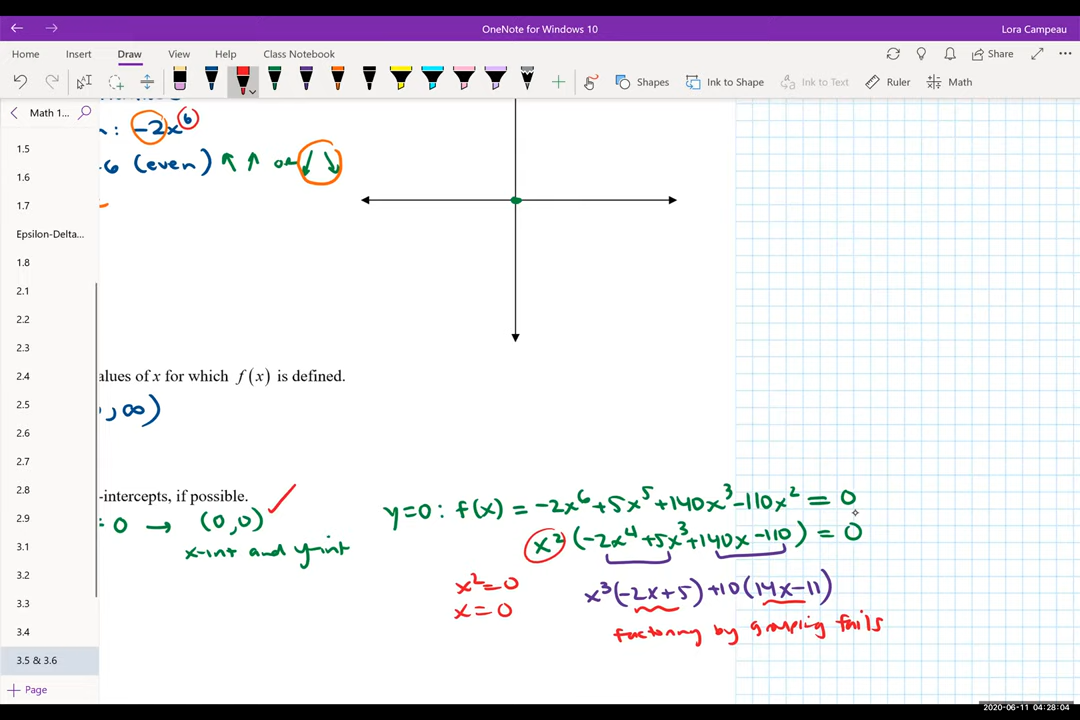 OneNote for Windows 10
Lora Campeau
Home Insert Draw View Help Class Notebook Share
Shapes Ink to Shape Ink to Text Ruler Math
Math 1...
1.5
1.6
1.7
Epsilon-Delta...
1.8
2.1
2.2
2.3
2.4
2.5
2.6
2.7
2.8
2.9
3.1
3.2
3.3
3.4
3.5 & 3.6
Page
: -2x⁶
6 (even) ↑ ↑ or ↓ ↓
alues of x for which f(x) is defined.
, ∞)
-intercepts, if possible.
= 0 → (0,0)
x-int and y-int
y=0: f(x) = -2x⁶+5x⁵+140x³-110x² = 0
x²(-2x⁴+5x³+140x-110) = 0
x²=0
x=0
x³(-2x+5)+10(14x-11)
factoring by grouping fails
2020-06-11 04:28:04